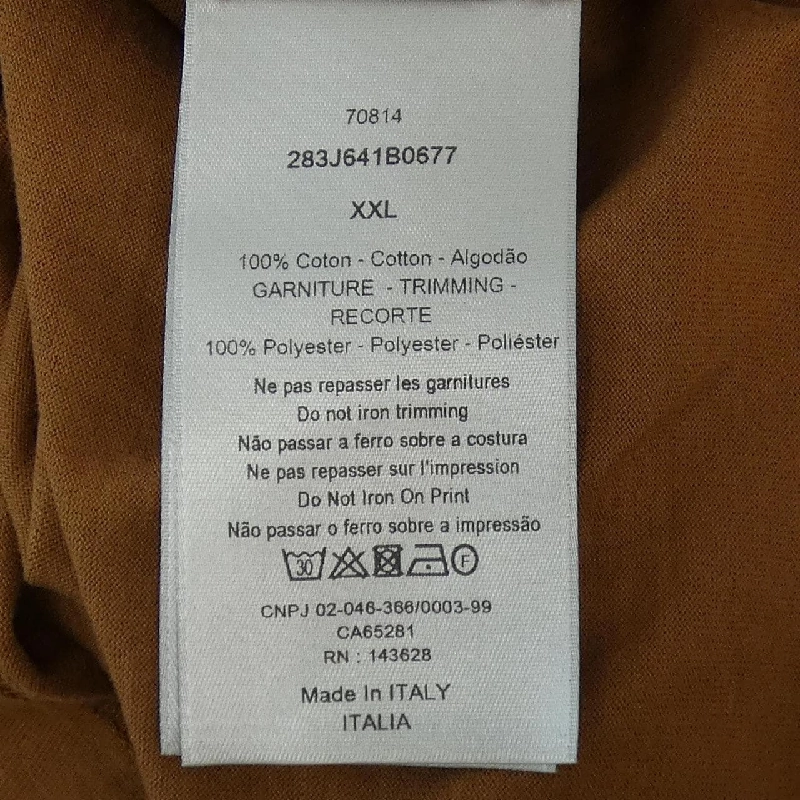 70814
283J641B0677
XXL
100% Coton - Cotton - Algodão
GARNITURE - TRIMMING -
RECORTE
100% Polyester - Polyester - Poliéster
Ne pas repasser les garnitures
Do not iron trimming
Não passar a ferro sobre a costura
Ne pas repasser sur l'impression
Do Not Iron On Print
Não passar o ferro sobre a impressão
30 F
CNPJ 02-046-366/0003-99
CA65281
RN : 143628
Made In ITALY
ITALIA